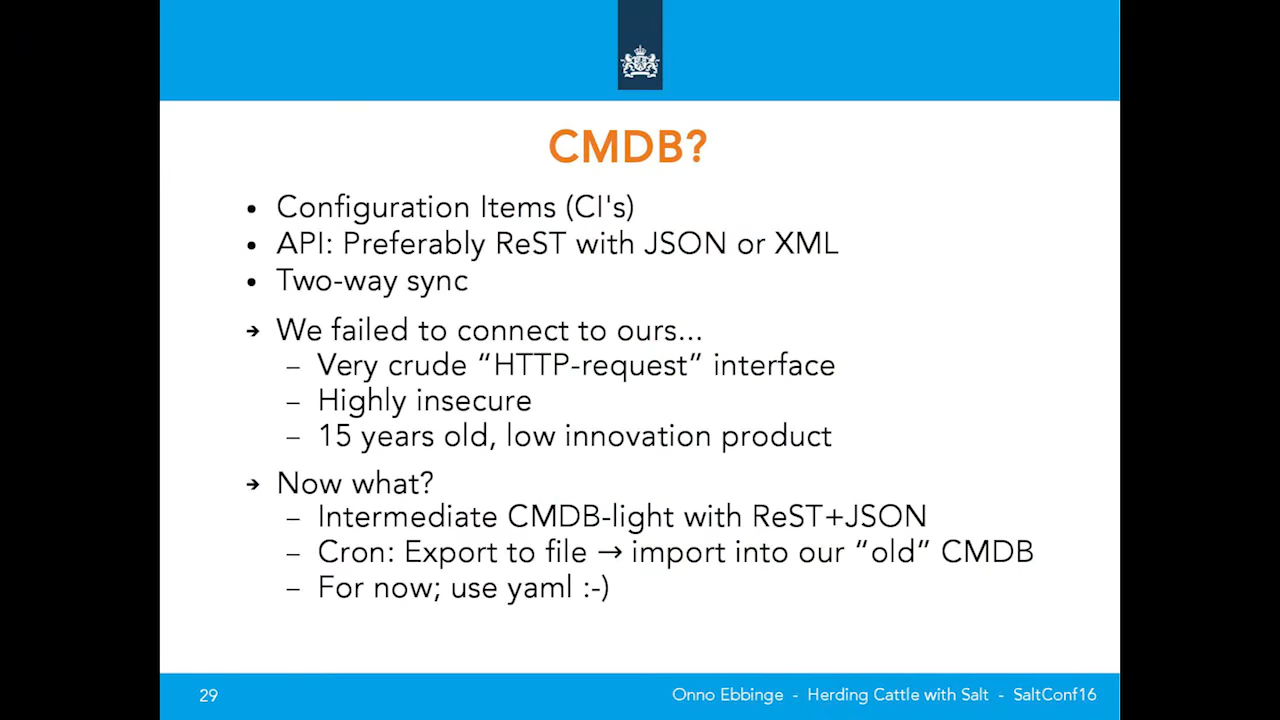 CMDB?
• Configuration Items (CI's)
• API: Preferably ReST with JSON or XML
• Two-way sync
➔ We failed to connect to ours...
– Very crude “HTTP-request” interface
– Highly insecure
– 15 years old, low innovation product
➔ Now what?
– Intermediate CMDB-light with ReST+JSON
– Cron: Export to file → import into our “old” CMDB
– For now; use yaml :-)
29
Onno Ebbinge - Herding Cattle with Salt - SaltConf16